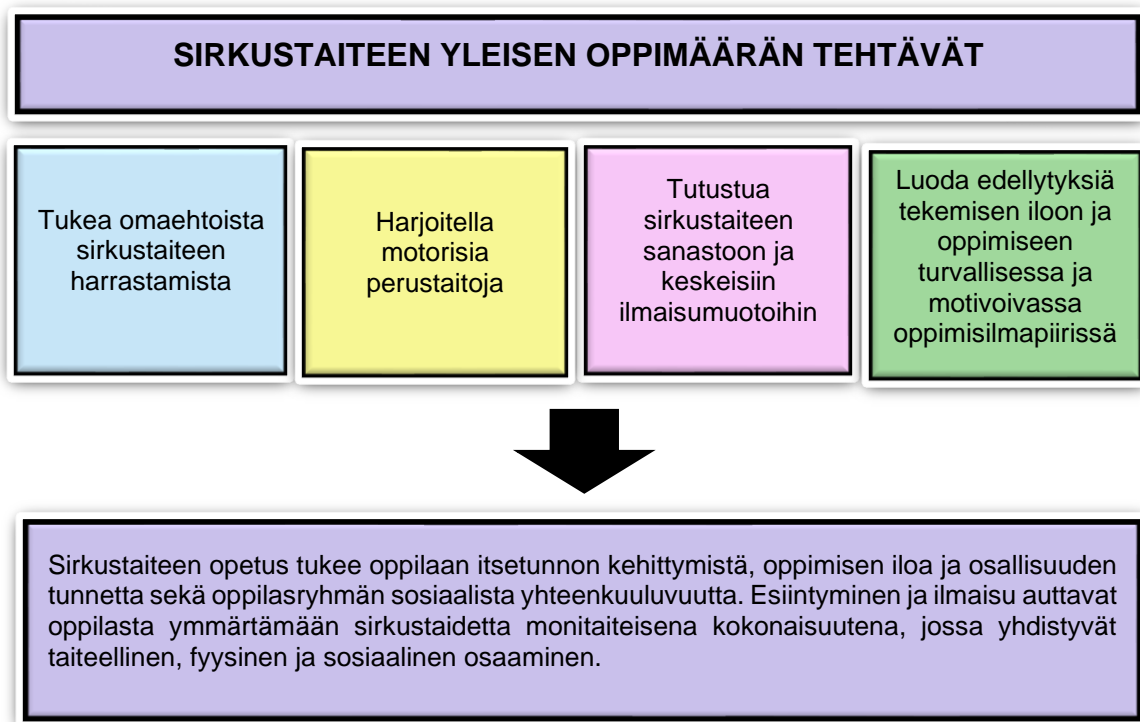 SIRKUSTAITEEN YLEISEN OPPIMÄÄRÄN TEHTÄVÄT
Tukea omaehtoista
sirkustaiteen
harrastamista
Harjoitella
motorisia
perustaitoja
Tutustua
sirkustaiteen
sanastoon ja
keskeisiin
ilmaisumuotoihin
Luoda edellytyksiä
tekemisen iloon ja
oppimiseen
turvallisessa ja
motivoivassa
oppimisilmapiirissä
Sirkustaiteen opetus tukee oppilaan itsetunnon kehittymistä, oppimisen iloa ja osallisuuden
tunnetta sekä oppilasryhmän sosiaalista yhteenkuuluvuutta. Esiintyminen ja ilmaisu auttavat
oppilasta ymmärtämään sirkustaidetta monitaiteisena kokonaisuutena, jossa yhdistyvät
taiteellinen, fyysinen ja sosiaalinen osaaminen.